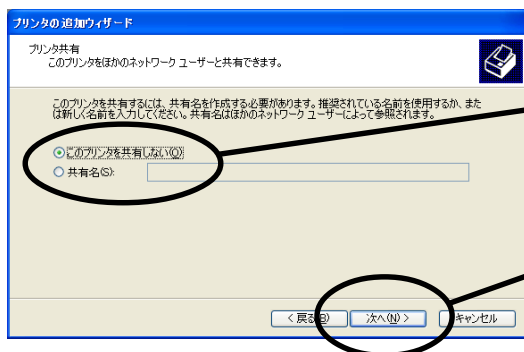 プリンタの追加ウィザード
プリンタ共有
このプリンタをほかのネットワーク ユーザーと共有できます。
このプリンタを共有するには、共有名を作成する必要があります。推奨されている名前を使用するか、また
は新しく名前を入力してください。共有名はほかのネットワーク ユーザーによって参照されます。
このプリンタを共有しない(O)
共有名(S):
< 戻る(B) 次へ(N) > キャンセル